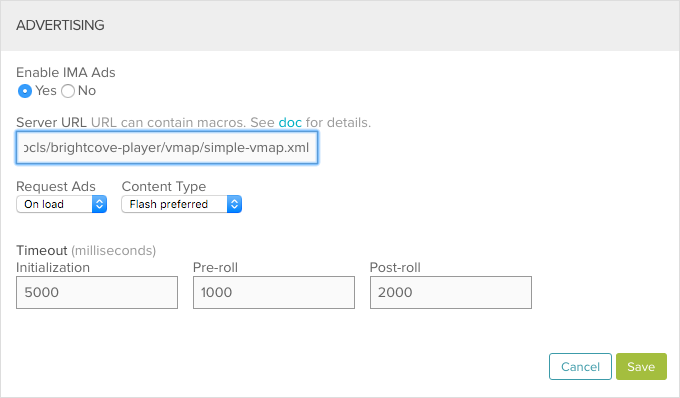 ADVERTISING
Enable IMA Ads
Yes No
Server URL URL can contain macros. See doc for details.
/brightcove-player/vmap/simple-vmap.xml
Request Ads Content Type
On load Flash preferred
Timeout (milliseconds)
Initialization Pre-roll Post-roll
5000 1000 2000
Cancel Save